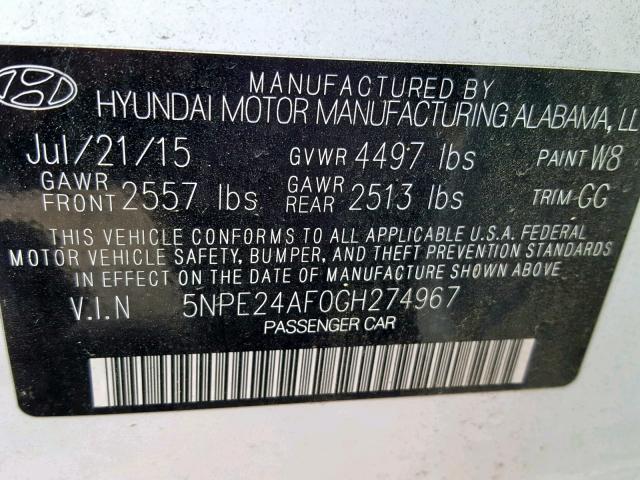 MANUFACTURED BY
HYUNDAI MOTOR MANUFACTURING ALABAMA, LL
Jul/21/15 GVWR 4497 lbs PAINT W8
GAWR FRONT 2557 lbs GAWR REAR 2513 lbs TRIM-GG
THIS VEHICLE CONFORMS TO ALL APPLICABLE U.S.A. FEDERAL
MOTOR VEHICLE SAFETY, BUMPER, AND THEFT PREVENTION STANDARDS
IN EFFECT ON THE DATE OF MANUFACTURE SHOWN ABOVE.
V.I.N 5NPE24AF0GH274967
PASSENGER CAR